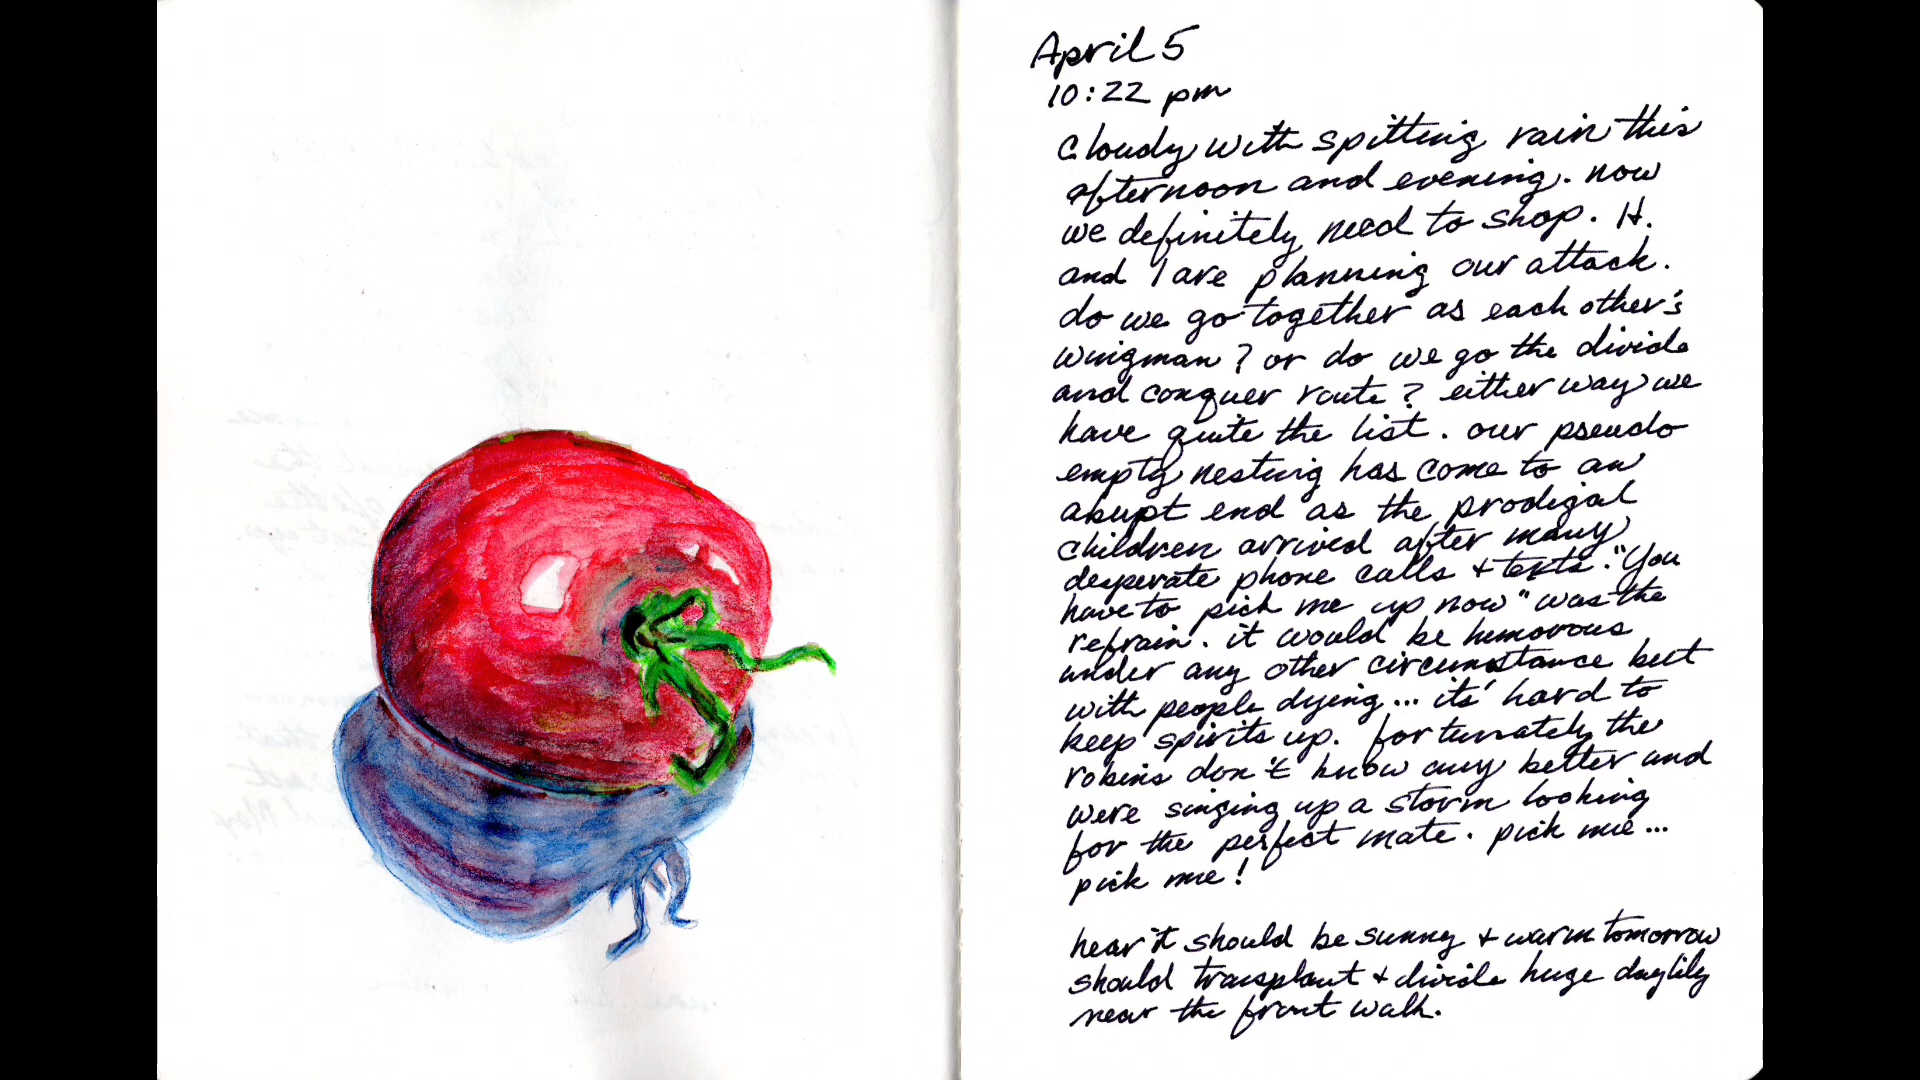 April 5
10:22 pm
Cloudy with spitting rain this
afternoon and evening. now
we definitely need to shop. H.
and I are planning our attack.
do we go together as each other's
wingman? or do we go the divide
and conquer route? either way we
have quite the list. our pseudo
empty nesting has come to an
abupt end as the prodigal
children arrived after many
desperate phone calls + texts. "You
have to pick me up now" was the
refrain. it would be humorous
under any other circumstance but
with people dying... its' hard to
keep spirits up. fortunately the
robins don't know any better and
were singing up a storm looking
for the perfect mate. pick me...
pick me!
hear it should be sunny + warm tomorrow
should transplant + divide huge daylily
near the front walk.